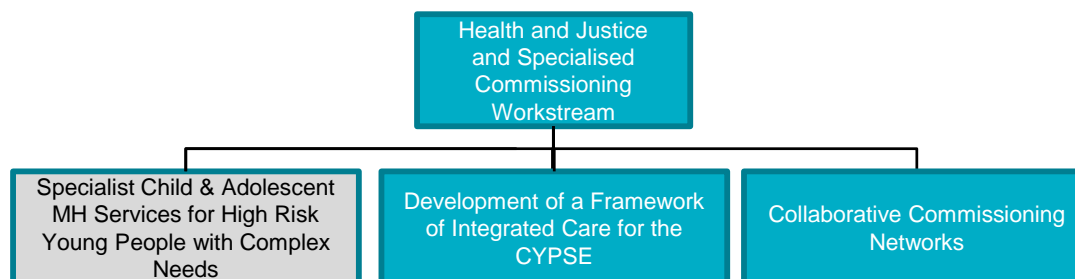 Health and Justice
and Specialised
Commissioning
Workstream
Specialist Child & Adolescent
MH Services for High Risk
Young People with Complex
Needs
Development of a Framework
of Integrated Care for the
CYPSE
Collaborative Commissioning
Networks